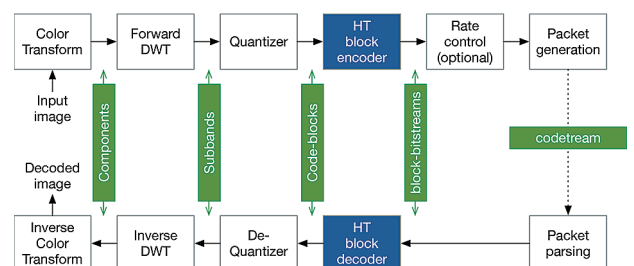 Color
Transform
Forward
DWT
Quantizer
HT
block
encoder
Rate
control
(optional)
Packet
generation
Input
image
Components
Subbands
Code-blocks
block-bitstreams
codetream
Decoded
image
Inverse
Color
Transform
Inverse
DWT
De-
Quantizer
HT
block
decoder
Packet
parsing